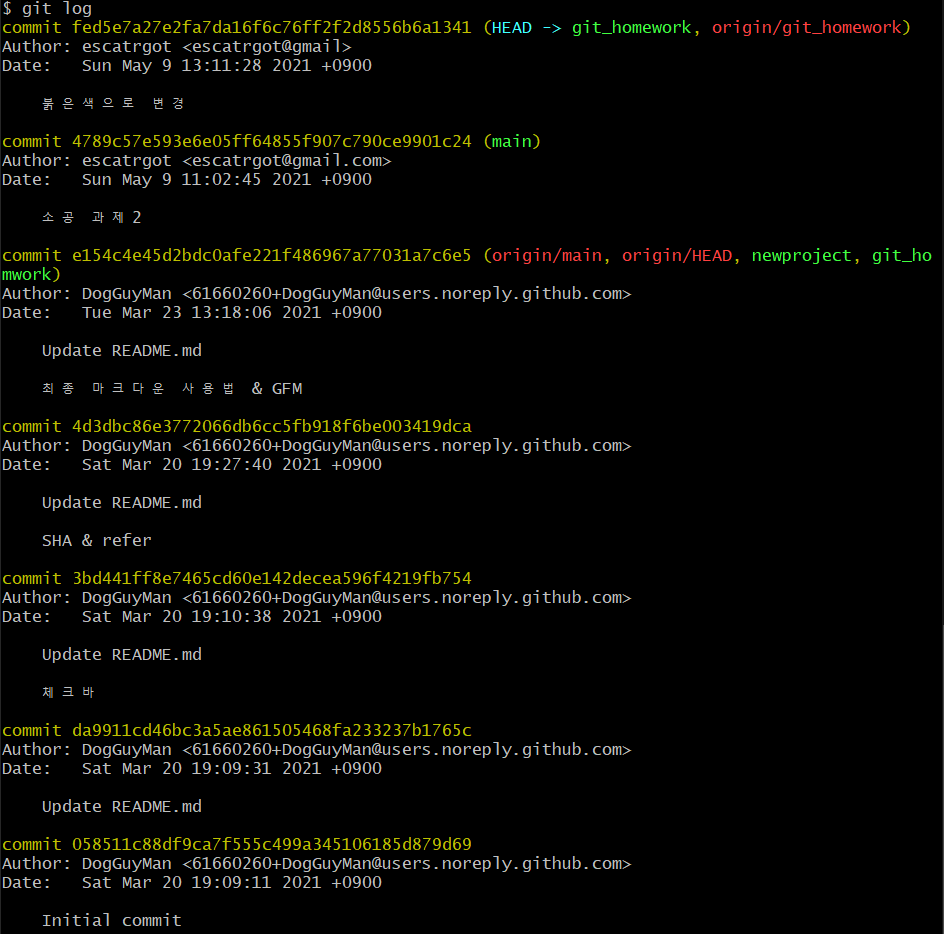 $ git log
commit fed5e7a27e2fa7da16f6c76ff2f2d8556b6a1341 (HEAD -> git_homework, origin/git_homework)
Author: escatrgot <escatrgot@gmail>
Date:   Sun May 9 13:11:28 2021 +0900
붉은색으로 변경
commit 4789c57e593e6e05ff64855f907c790ce9901c24 (main)
Author: escatrgot <escatrgot@gmail.com>
Date:   Sun May 9 11:02:45 2021 +0900
소공 과제2
commit e154c4e45d2bdc0afe221f486967a77031a7c6e5 (origin/main, origin/HEAD, newproject, git_ho
mwork)
Author: DogGuyMan <61660260+DogGuyMan@users.noreply.github.com>
Date:   Tue Mar 23 13:18:06 2021 +0900
Update README.md
최종 마크다운 사용법 & GFM
commit 4d3dbc86e3772066db6cc5fb918f6be003419dca
Author: DogGuyMan <61660260+DogGuyMan@users.noreply.github.com>
Date:   Sat Mar 20 19:27:40 2021 +0900
Update README.md
SHA & refer
commit 3bd441ff8e7465cd60e142decea596f4219fb754
Author: DogGuyMan <61660260+DogGuyMan@users.noreply.github.com>
Date:   Sat Mar 20 19:10:38 2021 +0900
Update README.md
체크바
commit da9911cd46bc3a5ae861505468fa233237b1765c
Author: DogGuyMan <61660260+DogGuyMan@users.noreply.github.com>
Date:   Sat Mar 20 19:09:31 2021 +0900
Update README.md
commit 058511c88df9ca7f555c499a345106185d879d69
Author: DogGuyMan <61660260+DogGuyMan@users.noreply.github.com>
Date:   Sat Mar 20 19:09:11 2021 +0900
Initial commit